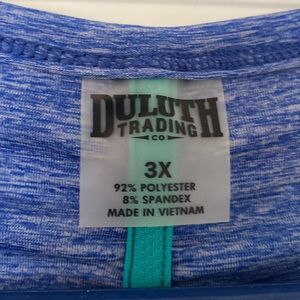 DULUTH
TRADING
CO
3X
92% POLYESTER
8% SPANDEX
MADE IN VIETNAM